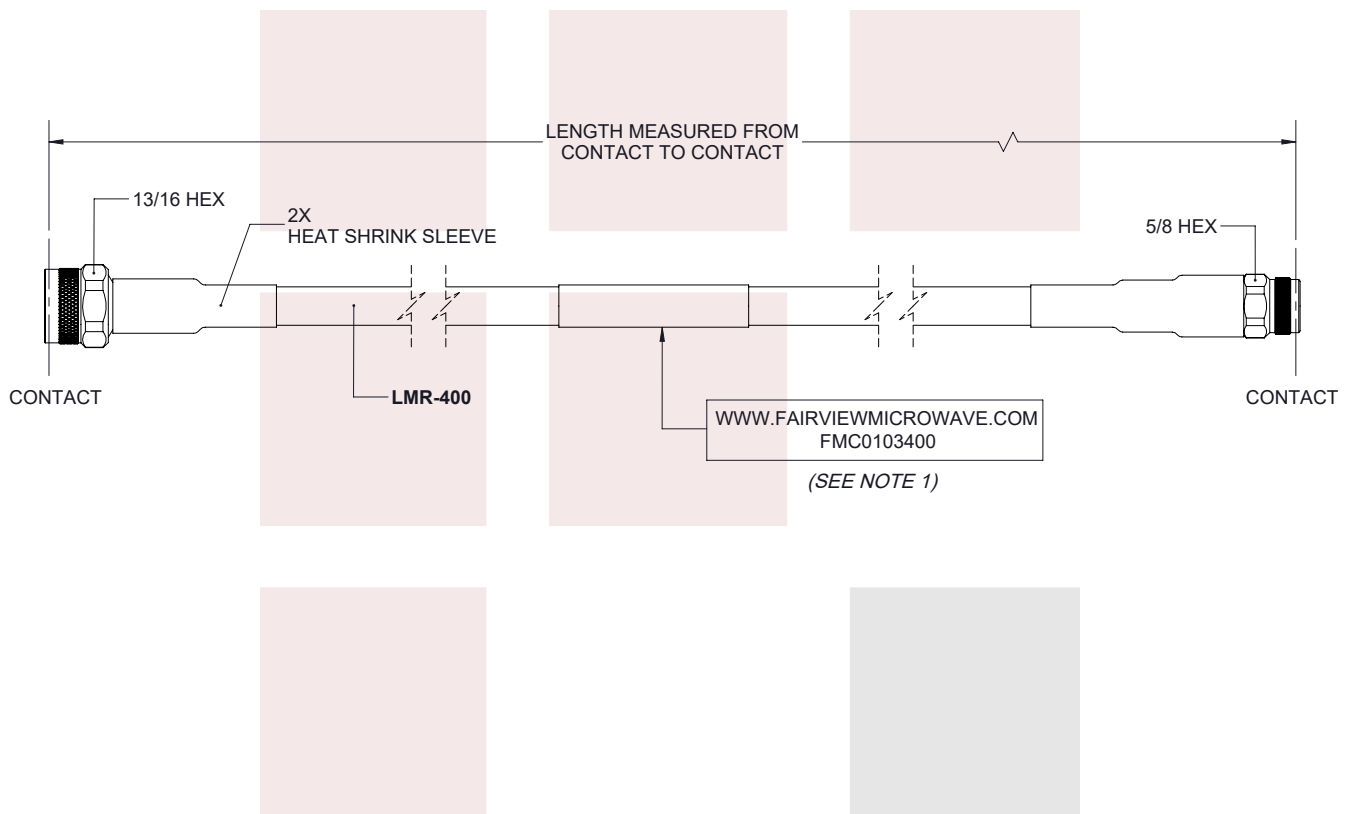 LENGTH MEASURED FROM
CONTACT TO CONTACT
13/16 HEX
2X
HEAT SHRINK SLEEVE
5/8 HEX
CONTACT
LMR-400
CONTACT
WWW.FAIRVIEWMICROWAVE.COM
FMC0103400
(SEE NOTE 1)